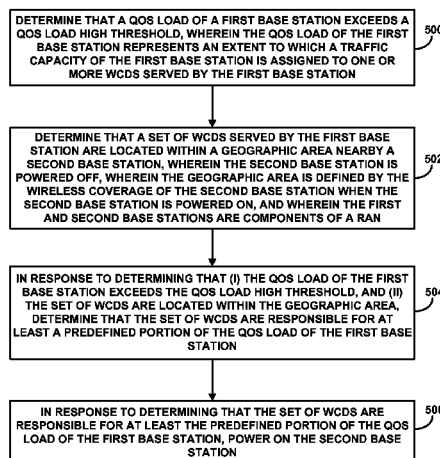 DETERMINE THAT A QOS LOAD OF A FIRST BASE STATION EXCEEDS A
QOS LOAD HIGH THRESHOLD, WHEREIN THE QOS LOAD OF THE FIRST
BASE STATION REPRESENTS AN EXTENT TO WHICH A TRAFFIC
CAPACITY OF THE FIRST BASE STATION IS ASSIGNED TO ONE OR
MORE WCDS SERVED BY THE FIRST BASE STATION
500
DETERMINE THAT A SET OF WCDS SERVED BY THE FIRST BASE
STATION ARE LOCATED WITHIN A GEOGRAPHIC AREA NEARBY A
SECOND BASE STATION, WHEREIN THE SECOND BASE STATION IS
POWERED OFF, WHEREIN THE GEOGRAPHIC AREA IS DEFINED BY THE
WIRELESS COVERAGE OF THE SECOND BASE STATION WHEN THE
SECOND BASE STATION IS POWERED ON, AND WHEREIN THE
FIRST AND SECOND BASE STATIONS ARE COMPONENTS OF A RAN
502
IN RESPONSE TO DETERMINING THAT (I) THE QOS LOAD OF THE FIRST
BASE STATION EXCEEDS THE QOS LOAD HIGH THRESHOLD, AND (II)
THE SET OF WCDS ARE LOCATED WITHIN THE GEOGRAPHIC AREA,
DETERMINE THAT THE SET OF WCDS ARE RESPONSIBLE FOR AT
LEAST A PREDEFINED PORTION OF THE QOS LOAD OF THE FIRST BASE
STATION
504
IN RESPONSE TO DETERMINING THAT THE SET OF WCDS ARE
RESPONSIBLE FOR AT LEAST THE PREDEFINED PORTION OF THE QOS
LOAD OF THE FIRST BASE STATION, POWER ON THE SECOND BASE
STATION